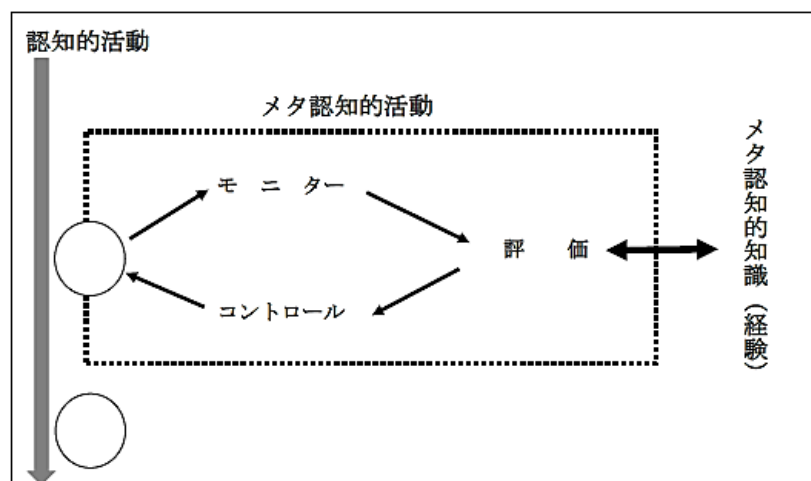 認知的活動
メタ認知的活動
モ ニ ター
評 価
コントロール
メタ認知的知識（経験）